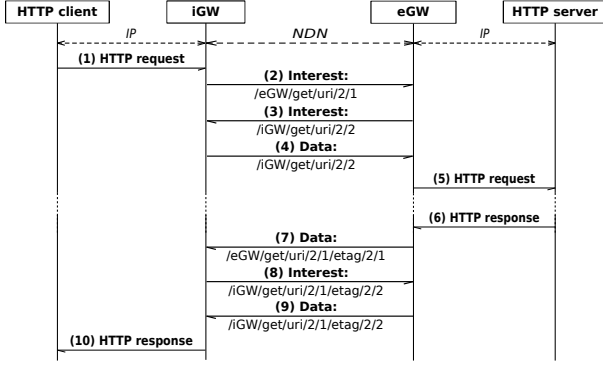 HTTP client
iGW
eGW
HTTP server
IP
NDN
IP
(1) HTTP request
(2) Interest:
/eGW/get/uri/2/1
(3) Interest:
/iGW/get/uri/2/2
(4) Data:
/iGW/get/uri/2/2
(5) HTTP request
(6) HTTP response
(7) Data:
/eGW/get/uri/2/1/etag/2/1
(8) Interest:
/iGW/get/uri/2/1/etag/2/2
(9) Data:
/iGW/get/uri/2/1/etag/2/2
(10) HTTP response